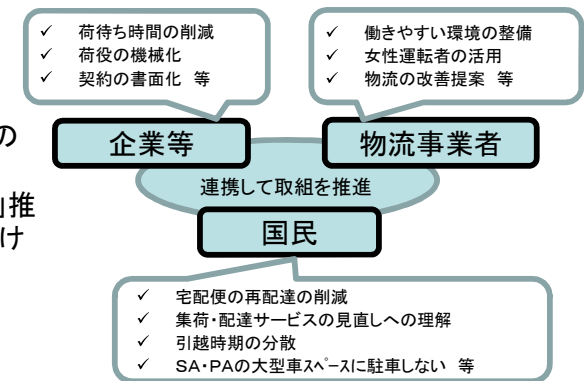 ✓ 荷待ち時間の削減
✓ 荷役の機械化
✓ 契約の書面化 等
✓ 働きやすい環境の整備
✓ 女性運転者の活用
✓ 物流の改善提案 等
の
」推
け
企業等
物流事業者
連携して取組を推進
国民
✓ 宅配便の再配達の削減
✓ 集荷・配達サービスの見直しへの理解
✓ 引越時期の分散
✓ SA・PAの大型車ｽﾍﾟｰｽに駐車しない 等